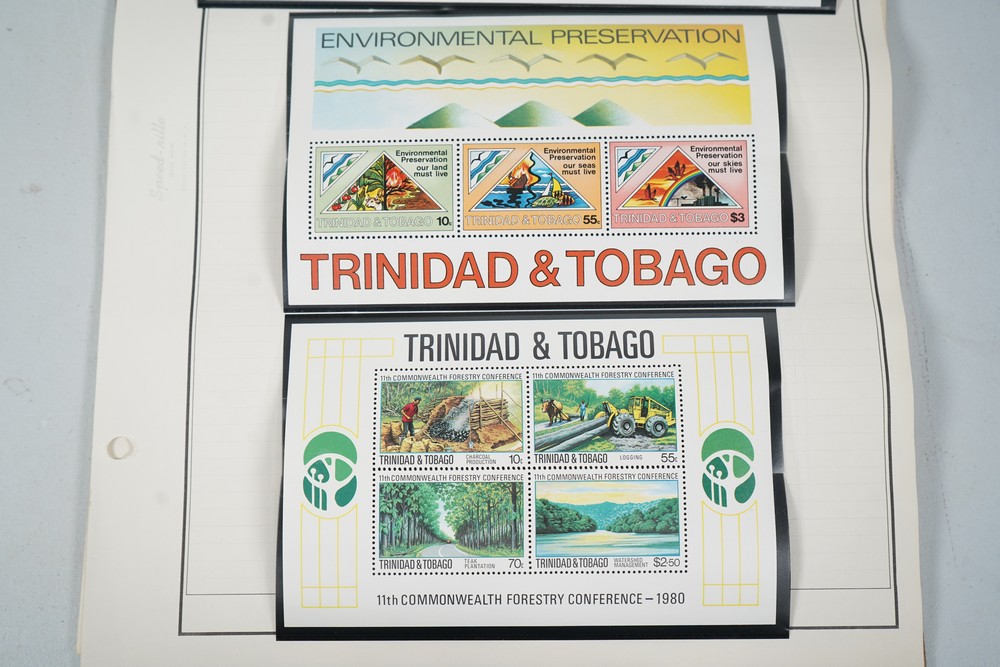 ENVIRONMENTAL PRESERVATION
Environmental
Preservation
our land
must live
TRINIDAD & TOBAGO 10c
Environmental
Preservation
our seas
must live
TRINIDAD & TOBAGO 55c
Environmental
Preservation
our skies
must live
TRINIDAD & TOBAGO $3
TRINIDAD & TOBAGO
TRINIDAD & TOBAGO
11th COMMONWEALTH FORESTRY CONFERENCE
TRINIDAD & TOBAGO CHARCOAL PRODUCTION 10c
11th COMMONWEALTH FORESTRY CONFERENCE
TRINIDAD & TOBAGO LOGGING 55c
11th COMMONWEALTH FORESTRY CONFERENCE
TRINIDAD & TOBAGO TEAK PLANTATION 70c
11th COMMONWEALTH FORESTRY CONFERENCE
TRINIDAD & TOBAGO WATERSHED MANAGEMENT $2·50
11th COMMONWEALTH FORESTRY CONFERENCE – 1980